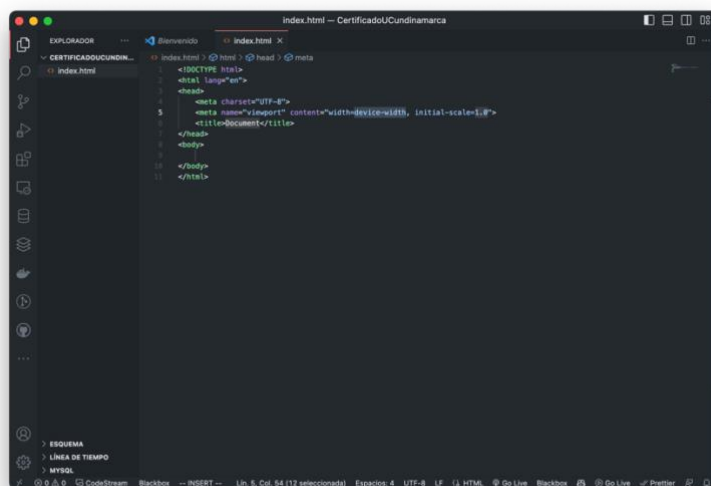 index.html — CertificadoUCundinamarca
EXPLORADOR
CERTIFICADOUCUNDIN...
index.html
Bienvenido
index.html
index.html > html > head > meta
1 <!DOCTYPE html>
2 <html lang="en">
3 <head>
4 <meta charset="UTF-8">
5 <meta name="viewport" content="width=device-width, initial-scale=1.0">
6 <title>Document</title>
7 </head>
8 <body>
9
10 </body>
11 </html>
ESQUEMA
LÍNEA DE TIEMPO
MYSQL
0 0 CodeStream Blackbox -- INSERT -- Lín. 5, Col. 54 (12 seleccionada) Espacios: 4 UTF-8 LF HTML Go Live Blackbox Go Live Prettier